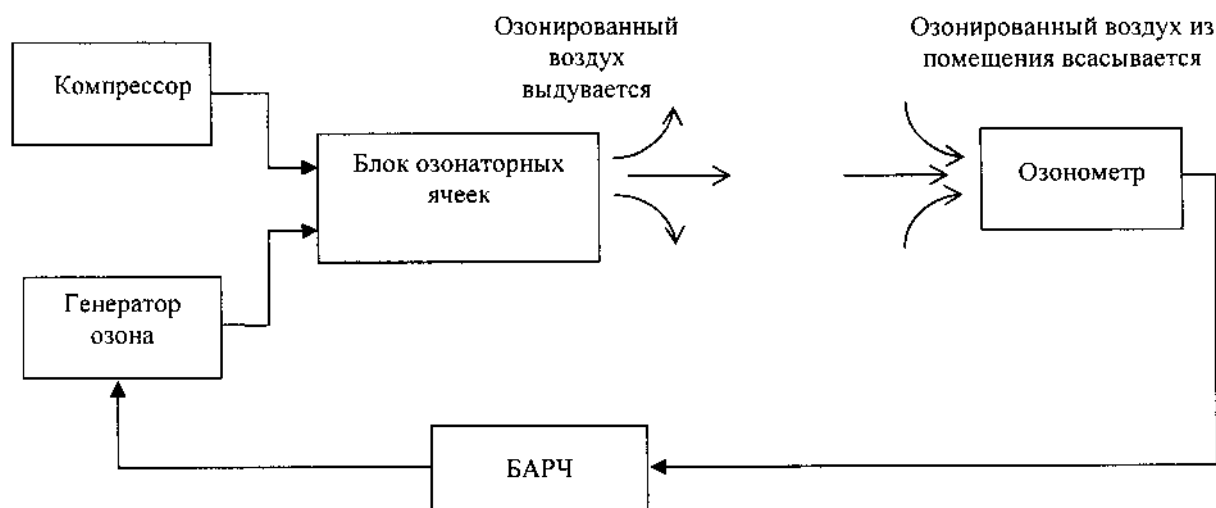 Озонированный
воздух
выдувается
Озонированный воздух из
помещения всасывается
Компрессор
Блок озонаторных
ячеек
Озонометр
Генератор
озона
БАРЧ